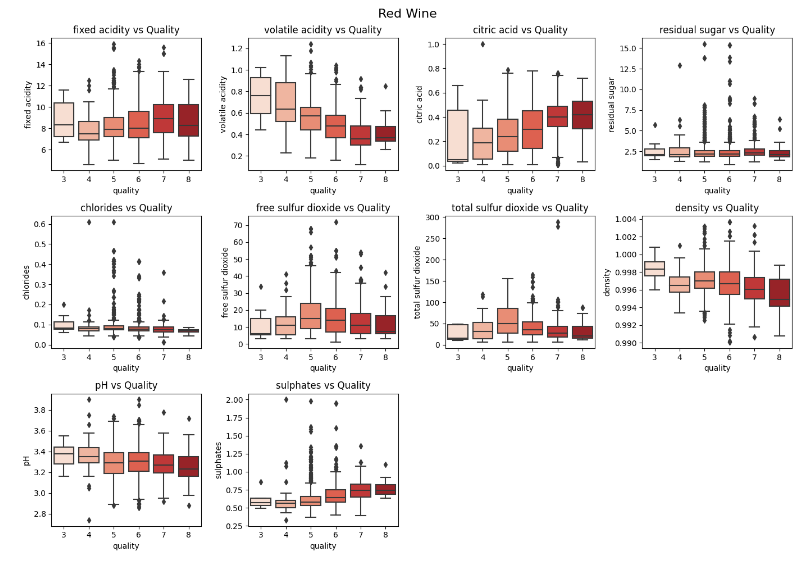 Red Wine
fixed acidity vs Quality
fixed acidity
16
14
12
10
8
6
3 4 5 6 7 8
quality
volatile acidity vs Quality
volatile acidity
1.2
1.0
0.8
0.6
0.4
0.2
3 4 5 6 7 8
quality
citric acid vs Quality
citric acid
1.0
0.8
0.6
0.4
0.2
0.0
3 4 5 6 7 8
quality
residual sugar vs Quality
residual sugar
15.0
12.5
10.0
7.5
5.0
2.5
3 4 5 6 7 8
quality
chlorides vs Quality
chlorides
0.6
0.5
0.4
0.3
0.2
0.1
0.0
3 4 5 6 7 8
quality
free sulfur dioxide vs Quality
free sulfur dioxide
70
60
50
40
30
20
10
0
3 4 5 6 7 8
quality
total sulfur dioxide vs Quality
total sulfur dioxide
300
250
200
150
100
50
0
3 4 5 6 7 8
quality
density vs Quality
density
1.004
1.002
1.000
0.998
0.996
0.994
0.992
0.990
3 4 5 6 7 8
quality
pH vs Quality
pH
3.8
3.6
3.4
3.2
3.0
2.8
3 4 5 6 7 8
quality
sulphates vs Quality
sulphates
2.00
1.75
1.50
1.25
1.00
0.75
0.50
0.25
3 4 5 6 7 8
quality